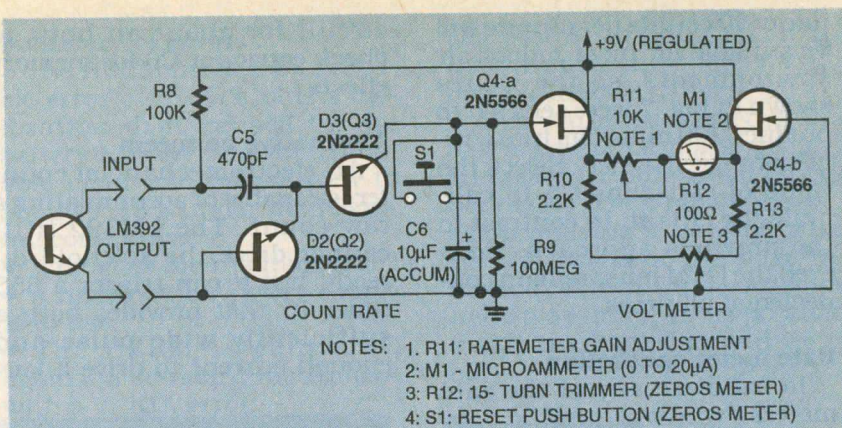 +9V (REGULATED)
R8
100K
C5
470pF
INPUT
LM392
OUTPUT
D3(Q3)
2N2222
D2(Q2)
2N2222
S1
C6
10µF
(ACCUM)
R9
100MEG
Q4-a
2N5566
R11
10K
NOTE 1
M1
NOTE 2
Q4-b
2N5566
R10
2.2K
R12
100Ω
NOTE 3
R13
2.2K
+
COUNT RATE
VOLTMETER
NOTES: 1. R11: RATEMETER GAIN ADJUSTMENT
2: M1 - MICROAMMETER (0 TO 20µA)
3: R12: 15- TURN TRIMMER (ZEROS METER)
4: S1: RESET PUSH BUTTON (ZEROS METER)